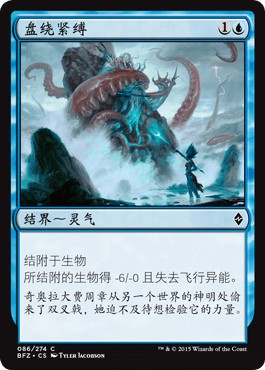 盘绕紧缚 1
结界～灵气
结附于生物
所结附的生物得 -6/-0 且失去飞行异能。
奇奥拉大费周章从另一个世界的神明处偷
来了双叉戟，她迫不及待想检验它的力量。
086/274 C
BFZ • CS TYLER JACOBSON
™ & © 2015 Wizards of the Coast